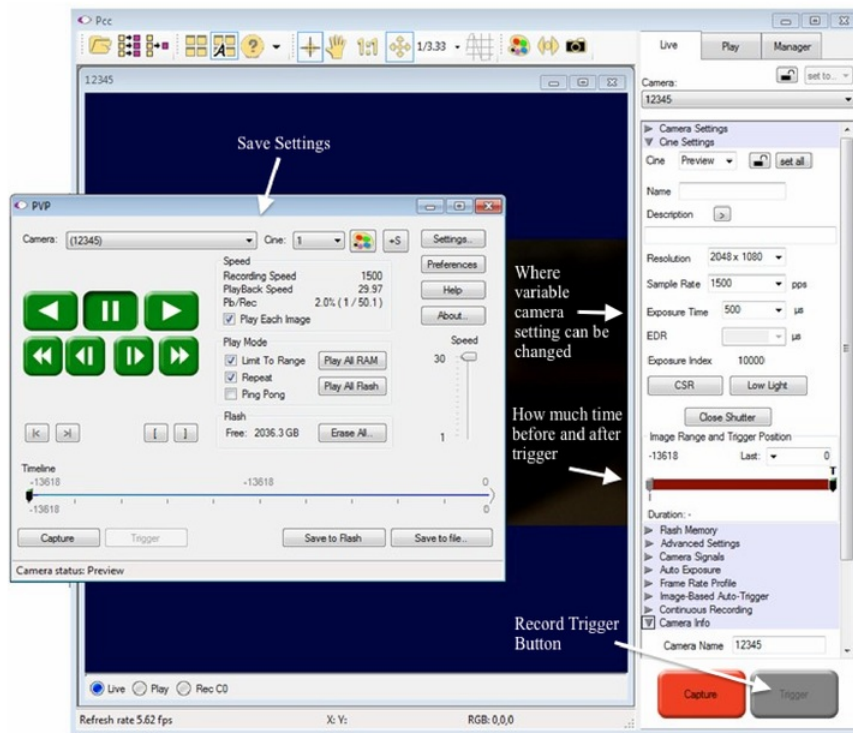 Pcc
1:1
1/3.33
12345
Save Settings
PVP
Camera: (12345) Cine: 1 +S Settings..
Preferences
Help
About...
Speed
Recording Speed 1500
PlayBack Speed 29.97
Pb/Rec 2.0% ( 1 / 50.1 )
Play Each Image
Play Mode
Limit To Range Play All RAM
Repeat
Ping Pong Play All Flash
Flash
Free: 2036.3 GB Erase All...
Speed
30
1
|< >| [ ]
Timeline
-13618 -13618 0
-13618 0
Capture Trigger Save to Flash Save to file...
Camera status: Preview
Where
variable
camera
setting can be
changed
How much time
before and after
trigger
Record Trigger
Button
Live Play Rec C0
Refresh rate 5.62 fps X: Y: RGB: 0,0,0
Live Play Manager
Camera: set to...
12345
Camera Settings
Cine Settings
Cine Preview set all
Name
Description >
Resolution 2048 x 1080
Sample Rate 1500 pps
Exposure Time 500 µs
EDR µs
Exposure Index 10000
CSR Low Light
Close Shutter
Image Range and Trigger Position
-13618 Last: 0
T
Duration: -
Flash Memory
Advanced Settings
Camera Signals
Auto Exposure
Frame Rate Profile
Image-Based Auto-Trigger
Continuous Recording
Camera Info
Camera Name 12345
Capture Trigger